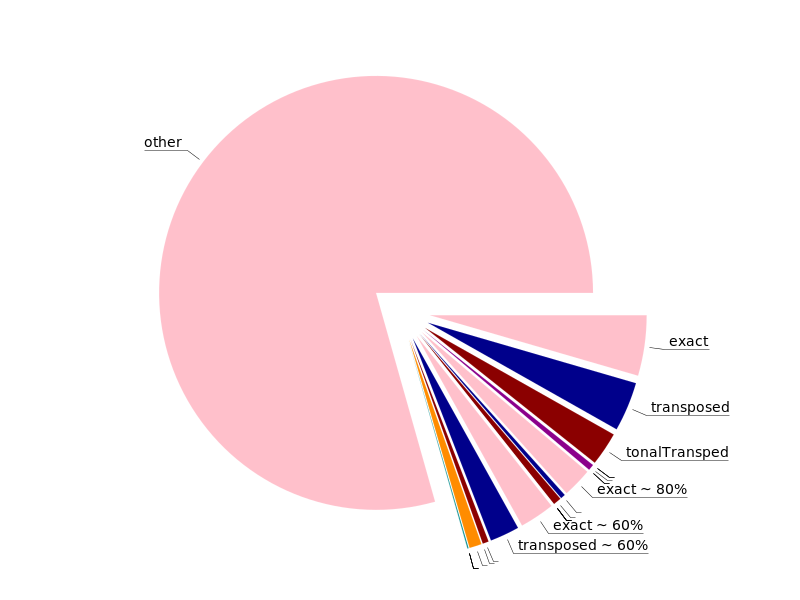 other
exact
transposed
tonalTransped
exact ~ 80%
exact ~ 60%
transposed ~ 60%